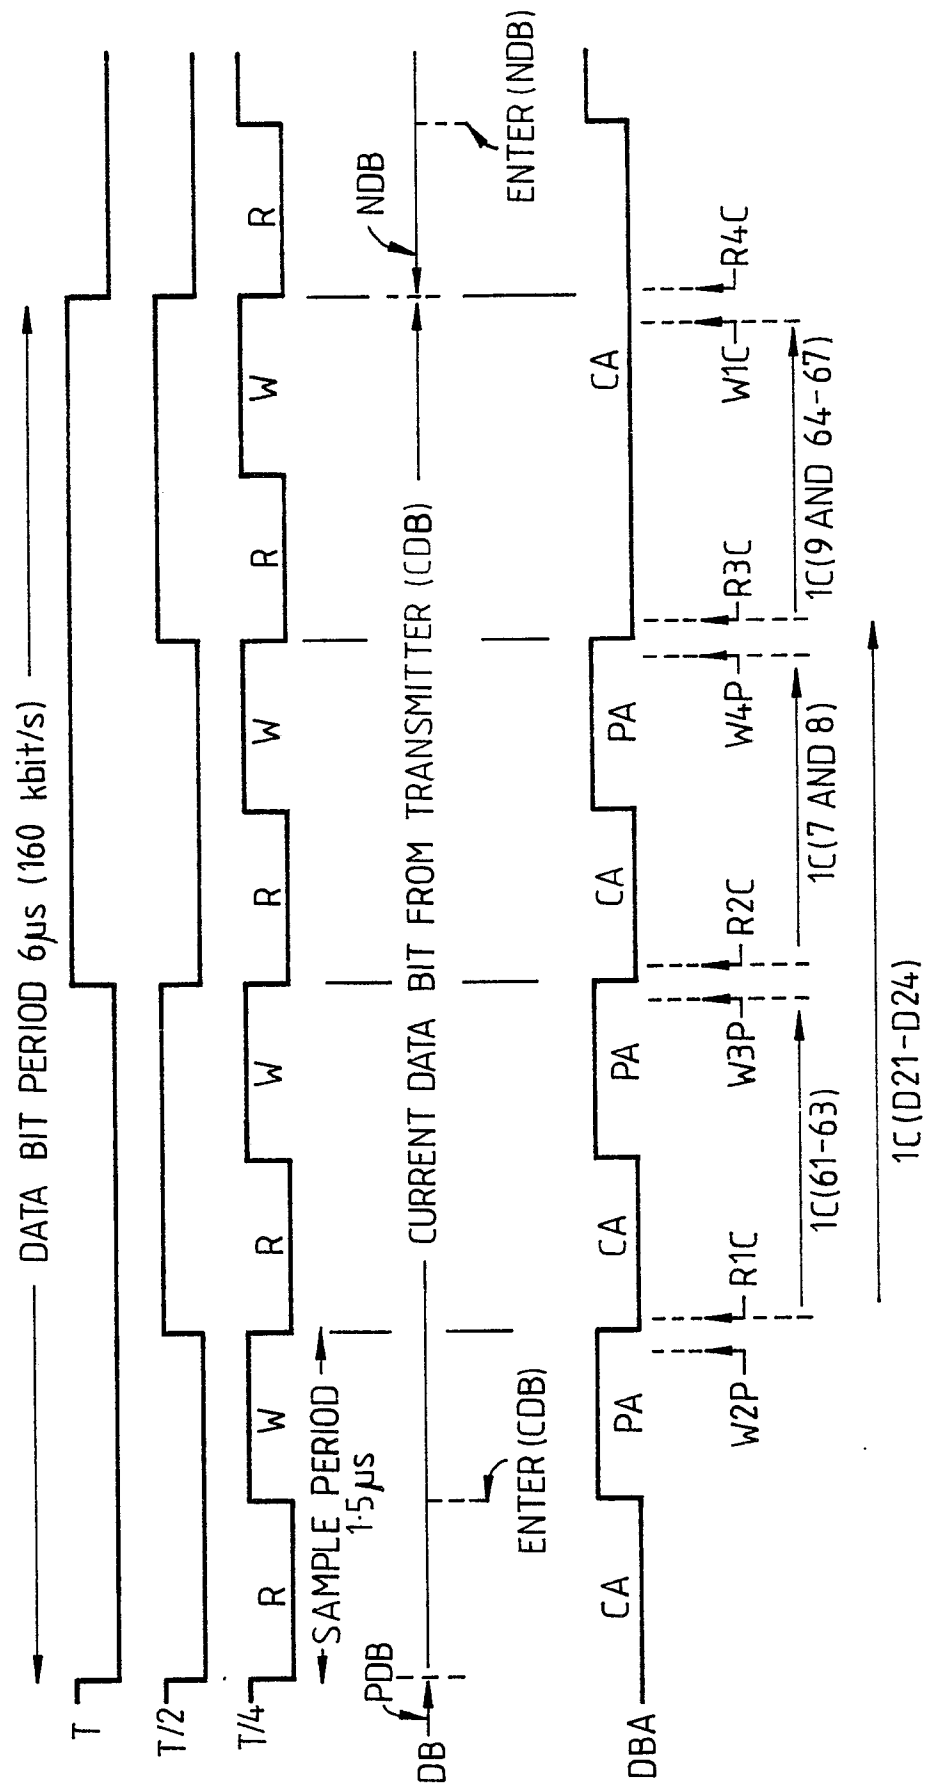 DATA BIT PERIOD 6µs (160 kbit/s)
T
T/2
T/4
R W R W R W R W R
SAMPLE PERIOD
1·5µs
PDB
NDB
DB
CURRENT DATA BIT FROM TRANSMITTER (CDB)
ENTER (CDB)
ENTER (NDB)
DBA
CA PA CA PA CA PA CA
W2P R1C W3P R2C W4P R3C W1C R4C
1C(61-63) 1C(7 AND 8) 1C(9 AND 64-67)
1C(D21-D24)